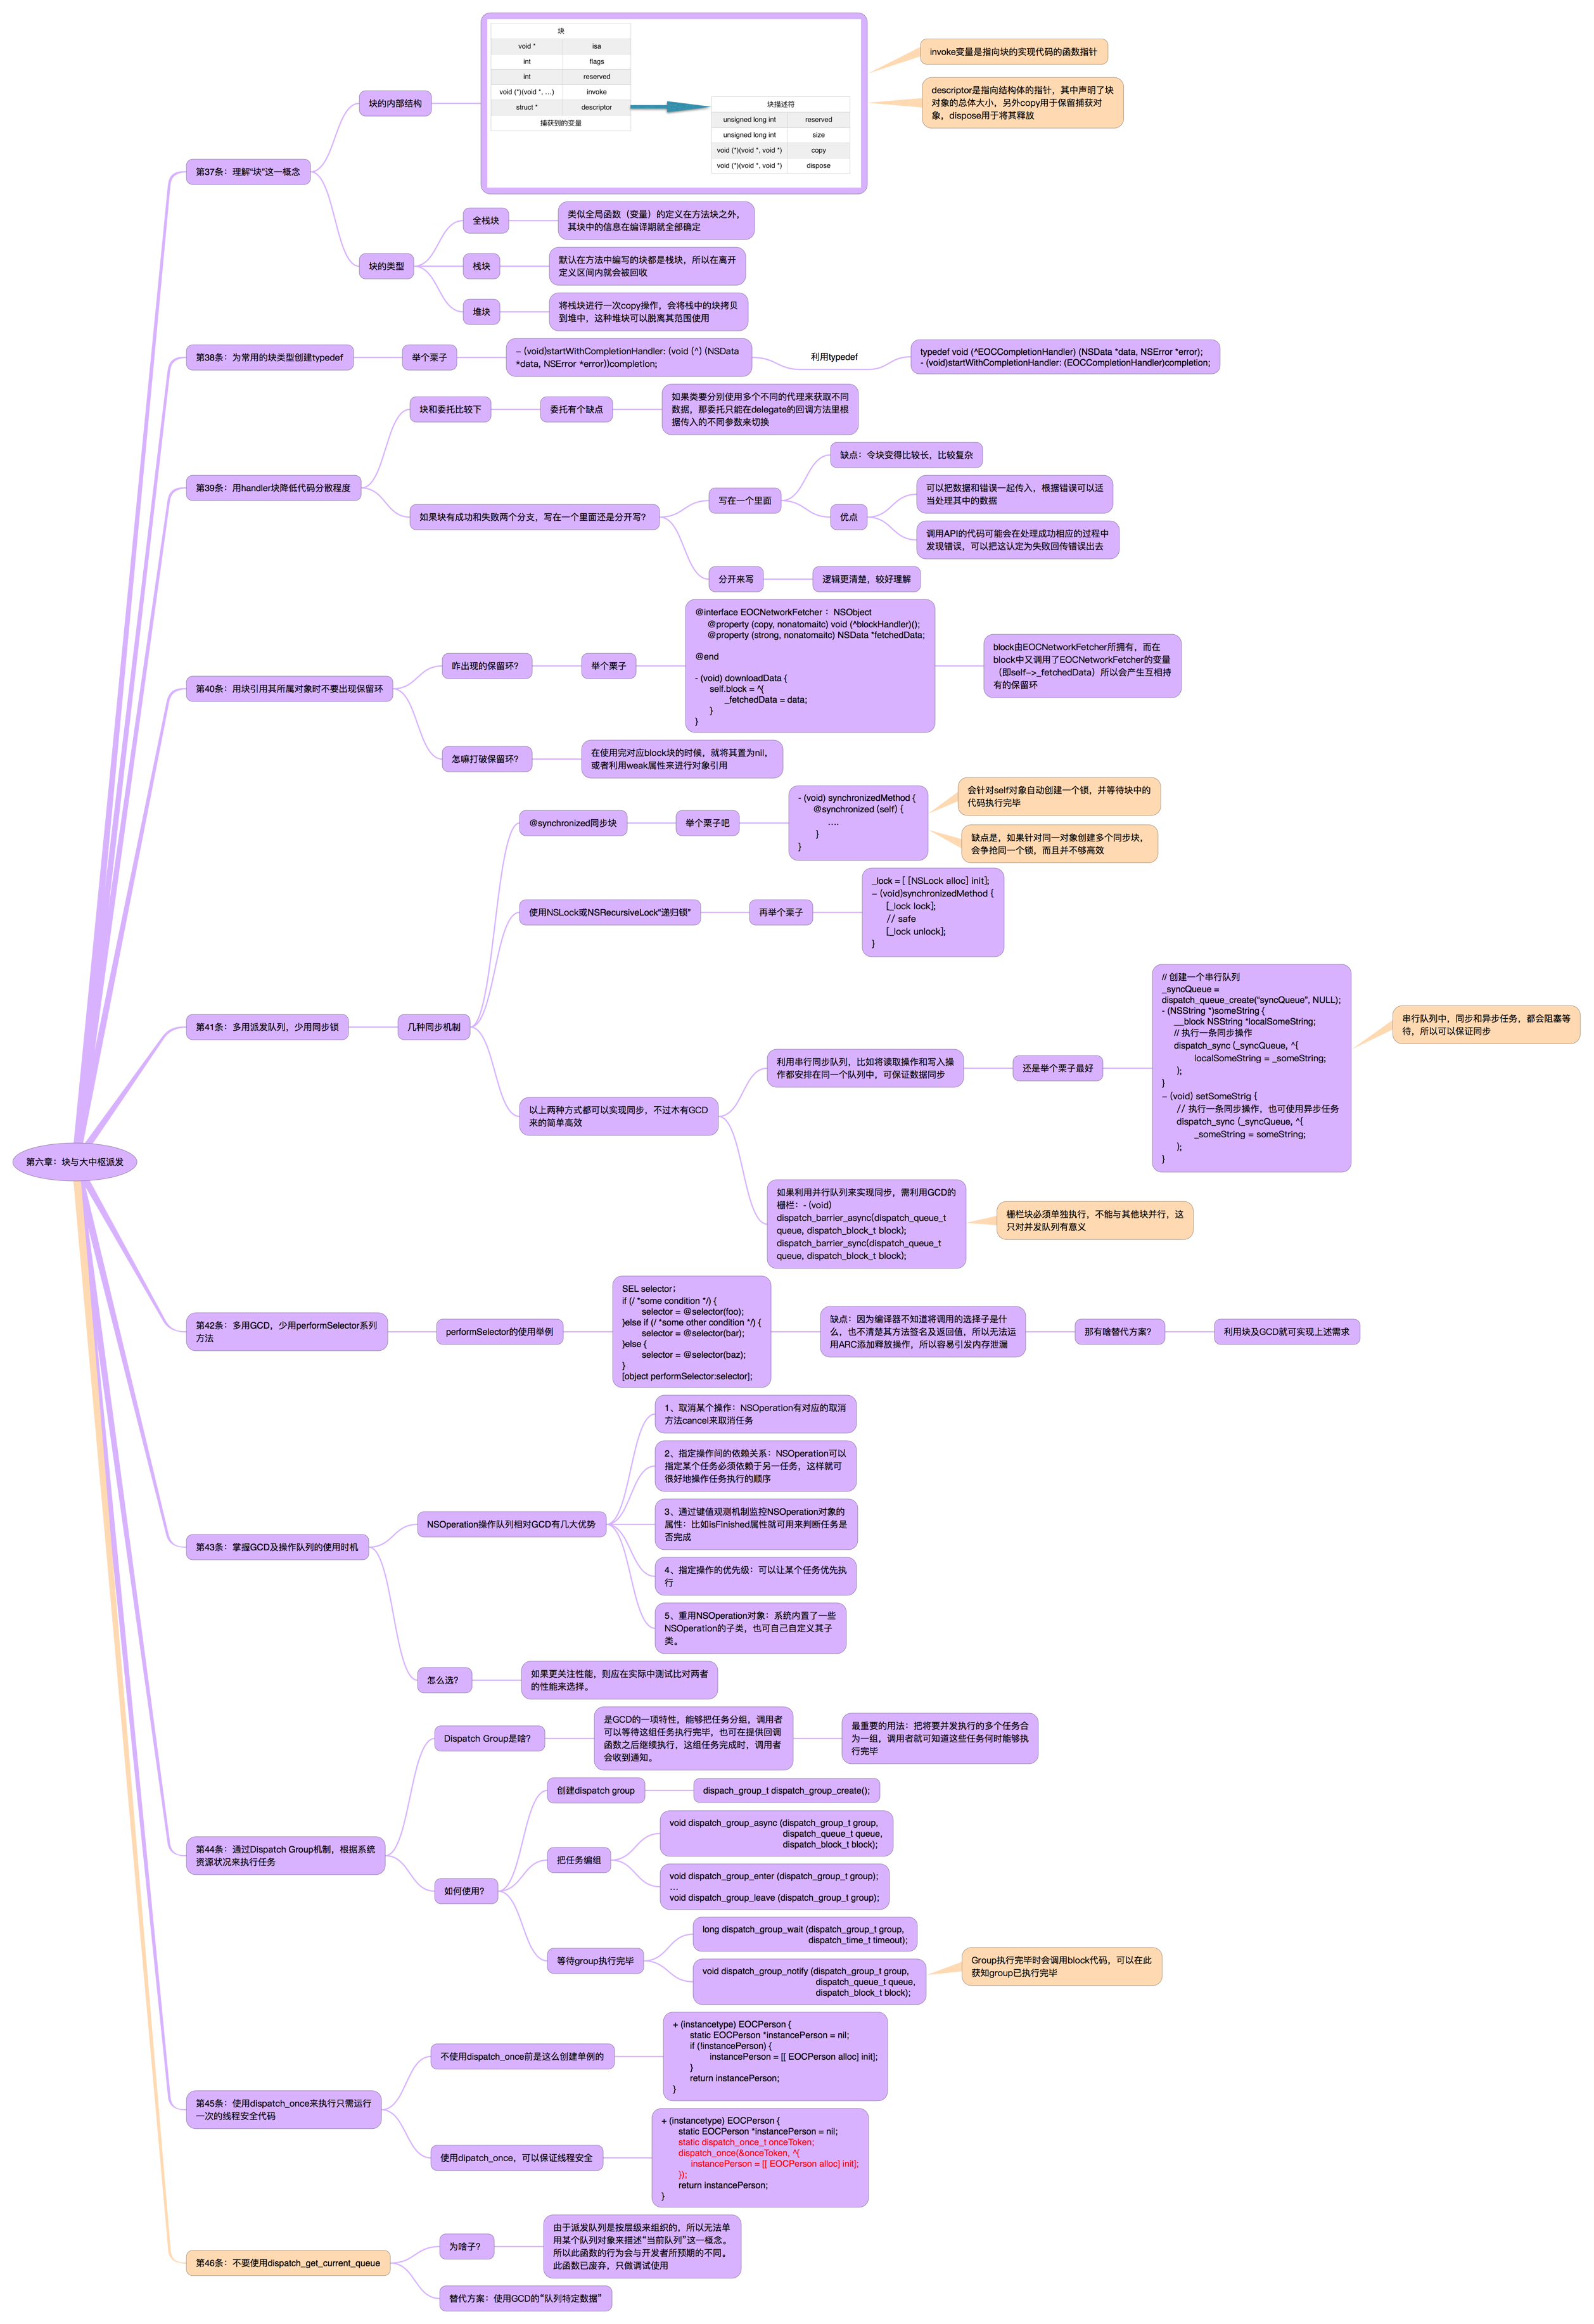 第六章：块与大中枢派发
第37条：理解“块”这一概念
块的内部结构
块
void * isa
int flags
int reserved
void (*)(void *, ...) invoke
struct * descriptor
捕获到的变量
块描述符
unsigned long int reserved
unsigned long int size
void (*)(void *, void *) copy
void (*)(void *, void *) dispose
invoke变量是指向块的实现代码的函数指针
descriptor是指向结构体的指针，其中声明了块
对象的总体大小，另外copy用于保留捕获对
象，dispose用于将其释放
块的类型
全栈块
类似全局函数（变量）的定义在方法块之外，
其块中的信息在编译期就全部确定
栈块
默认在方法中编写的块都是栈块，所以在离开
定义区间内就会被回收
堆块
将栈块进行一次copy操作，会将栈中的块拷贝
到堆中，这种堆块可以脱离其范围使用
第38条：为常用的块类型创建typedef
举个栗子
- (void)startWithCompletionHandler: (void (^) (NSData
*data, NSError *error))completion;
利用typedef
typedef void (^EOCCompletionHandler) (NSData *data, NSError *error);
- (void)startWithCompletionHandler: (EOCCompletionHandler)completion;
第39条：用handler块降低代码分散程度
块和委托比较下
委托有个缺点
如果类要分别使用多个不同的代理来获取不同
数据，那委托只能在delegate的回调方法里根
据传入的不同参数来切换
如果块有成功和失败两个分支，写在一个里面还是分开写？
写在一个里面
缺点：令块变得比较长，比较复杂
优点
可以把数据和错误一起传入，根据错误可以适
当处理其中的数据
调用API的代码可能会在处理成功相应的过程中
发现错误，可以把这认定为失败回传错误出去
分开来写
逻辑更清楚，较好理解
第40条：用块引用其所属对象时不要出现保留环
咋出现的保留环？
举个栗子
@interface EOCNetworkFetcher ： NSObject
@property (copy, nonatomaitc) void (^blockHandler)();
@property (strong, nonatomaitc) NSData *fetchedData;
@end
- (void) downloadData {
self.block = ^{
_fetchedData = data;
}
}
block由EOCNetworkFetcher所拥有，而在
block中又调用了EOCNetworkFetcher的变量
（即self->_fetchedData）所以会产生互相持
有的保留环
怎嘛打破保留环？
在使用完对应block块的时候，就将其置为nil，
或者利用weak属性来进行对象引用
第41条：多用派发队列，少用同步锁
几种同步机制
@synchronized同步块
举个栗子吧
- (void) synchronizedMethod {
@synchronized (self) {
....
}
}
会针对self对象自动创建一个锁，并等待块中的
代码执行完毕
缺点是，如果针对同一对象创建多个同步块，
会争抢同一个锁，而且并不够高效
使用NSLock或NSRecursiveLock“递归锁”
再举个栗子
_lock = [ [NSLock alloc] init];
- (void)synchronizedMethod {
[_lock lock];
// safe
[_lock unlock];
}
以上两种方式都可以实现同步，不过木有GCD
来的简单高效
利用串行同步队列，比如将读取操作和写入操
作都安排在同一个队列中，可保证数据同步
还是举个栗子最好
// 创建一个串行队列
_syncQueue =
dispatch_queue_create(“syncQueue”, NULL);
- (NSString *)someString {
__block NSString *localSomeString;
// 执行一条同步操作
dispatch_sync (_syncQueue, ^{
localSomeString = _someString;
);
}
- (void) setSomeStrig {
// 执行一条同步操作，也可使用异步任务
dispatch_sync (_syncQueue, ^{
_someString = someString;
);
}
串行队列中，同步和异步任务，都会阻塞等
待，所以可以保证同步
如果利用并行队列来实现同步，需利用GCD的
栅栏：- (void)
dispatch_barrier_async(dispatch_queue_t
queue, dispatch_block_t block);
dispatch_barrier_sync(dispatch_queue_t
queue, dispatch_block_t block);
栅栏块必须单独执行，不能与其他块并行，这
只对并发队列有意义
第42条：多用GCD，少用performSelector系列
方法
performSelector的使用举例
SEL selector；
if (/ *some condition */) {
selector = @selector(foo);
}else if (/ *some other condition */) {
selector = @selector(bar);
}else {
selector = @selector(baz);
}
[object performSelector:selector];
缺点：因为编译器不知道将调用的选择子是什
么，也不清楚其方法签名及返回值，所以无法运
用ARC添加释放操作，所以容易引发内存泄漏
那有啥替代方案？
利用块及GCD就可实现上述需求
第43条：掌握GCD及操作队列的使用时机
NSOperation操作队列相对GCD有几大优势
1、取消某个操作：NSOperation有对应的取消
方法cancel来取消任务
2、指定操作间的依赖关系：NSOperation可以
指定某个任务必须依赖于另一任务，这样就可
很好地操作任务执行的顺序
3、通过键值观测机制监控NSOperation对象的
属性：比如isFinished属性就可用来判断任务是
否完成
4、指定操作的优先级：可以让某个任务优先执
行
5、重用NSOperation对象：系统内置了一些
NSOperation的子类，也可自己自定义其子
类。
怎么选？
如果更关注性能，则应在实际中测试比对两者
的性能来选择。
第44条：通过Dispatch Group机制，根据系统
资源状况来执行任务
Dispatch Group是啥？
是GCD的一项特性，能够把任务分组，调用者
可以等待这组任务执行完毕，也可在提供回调
函数之后继续执行，这组任务完成时，调用者
会收到通知。
最重要的用法：把将要并发执行的多个任务合
为一组，调用者就可知道这些任务何时能够执
行完毕
如何使用？
创建dispatch group
dispach_group_t dispatch_group_create();
把任务编组
void dispatch_group_async (dispatch_group_t group,
dispatch_queue_t queue,
dispatch_block_t block);
void dispatch_group_enter (dispatch_group_t group);
...
void dispatch_group_leave (dispatch_group_t group);
等待group执行完毕
long dispatch_group_wait (dispatch_group_t group,
dispatch_time_t timeout);
void dispatch_group_notify (dispatch_group_t group,
dispatch_queue_t queue,
dispatch_block_t block);
Group执行完毕时会调用block代码，可以在此
获知group已执行完毕
第45条：使用dispatch_once来执行只需运行
一次的线程安全代码
不使用dispatch_once前是这么创建单例的
+ (instancetype) EOCPerson {
static EOCPerson *instancePerson = nil;
if (!instancePerson) {
instancePerson = [[ EOCPerson alloc] init];
}
return instancePerson;
}
使用dipatch_once，可以保证线程安全
+ (instancetype) EOCPerson {
static EOCPerson *instancePerson = nil;
static dispatch_once_t onceToken;
dispatch_once(&onceToken, ^{
instancePerson = [[ EOCPerson alloc] init];
});
return instancePerson;
}
第46条：不要使用dispatch_get_current_queue
为啥子？
由于派发队列是按层级来组织的，所以无法单
用某个队列对象来描述“当前队列”这一概念。
所以此函数的行为会与开发者所预期的不同。
此函数已废弃，只做调试使用
替代方案：使用GCD的“队列特定数据”